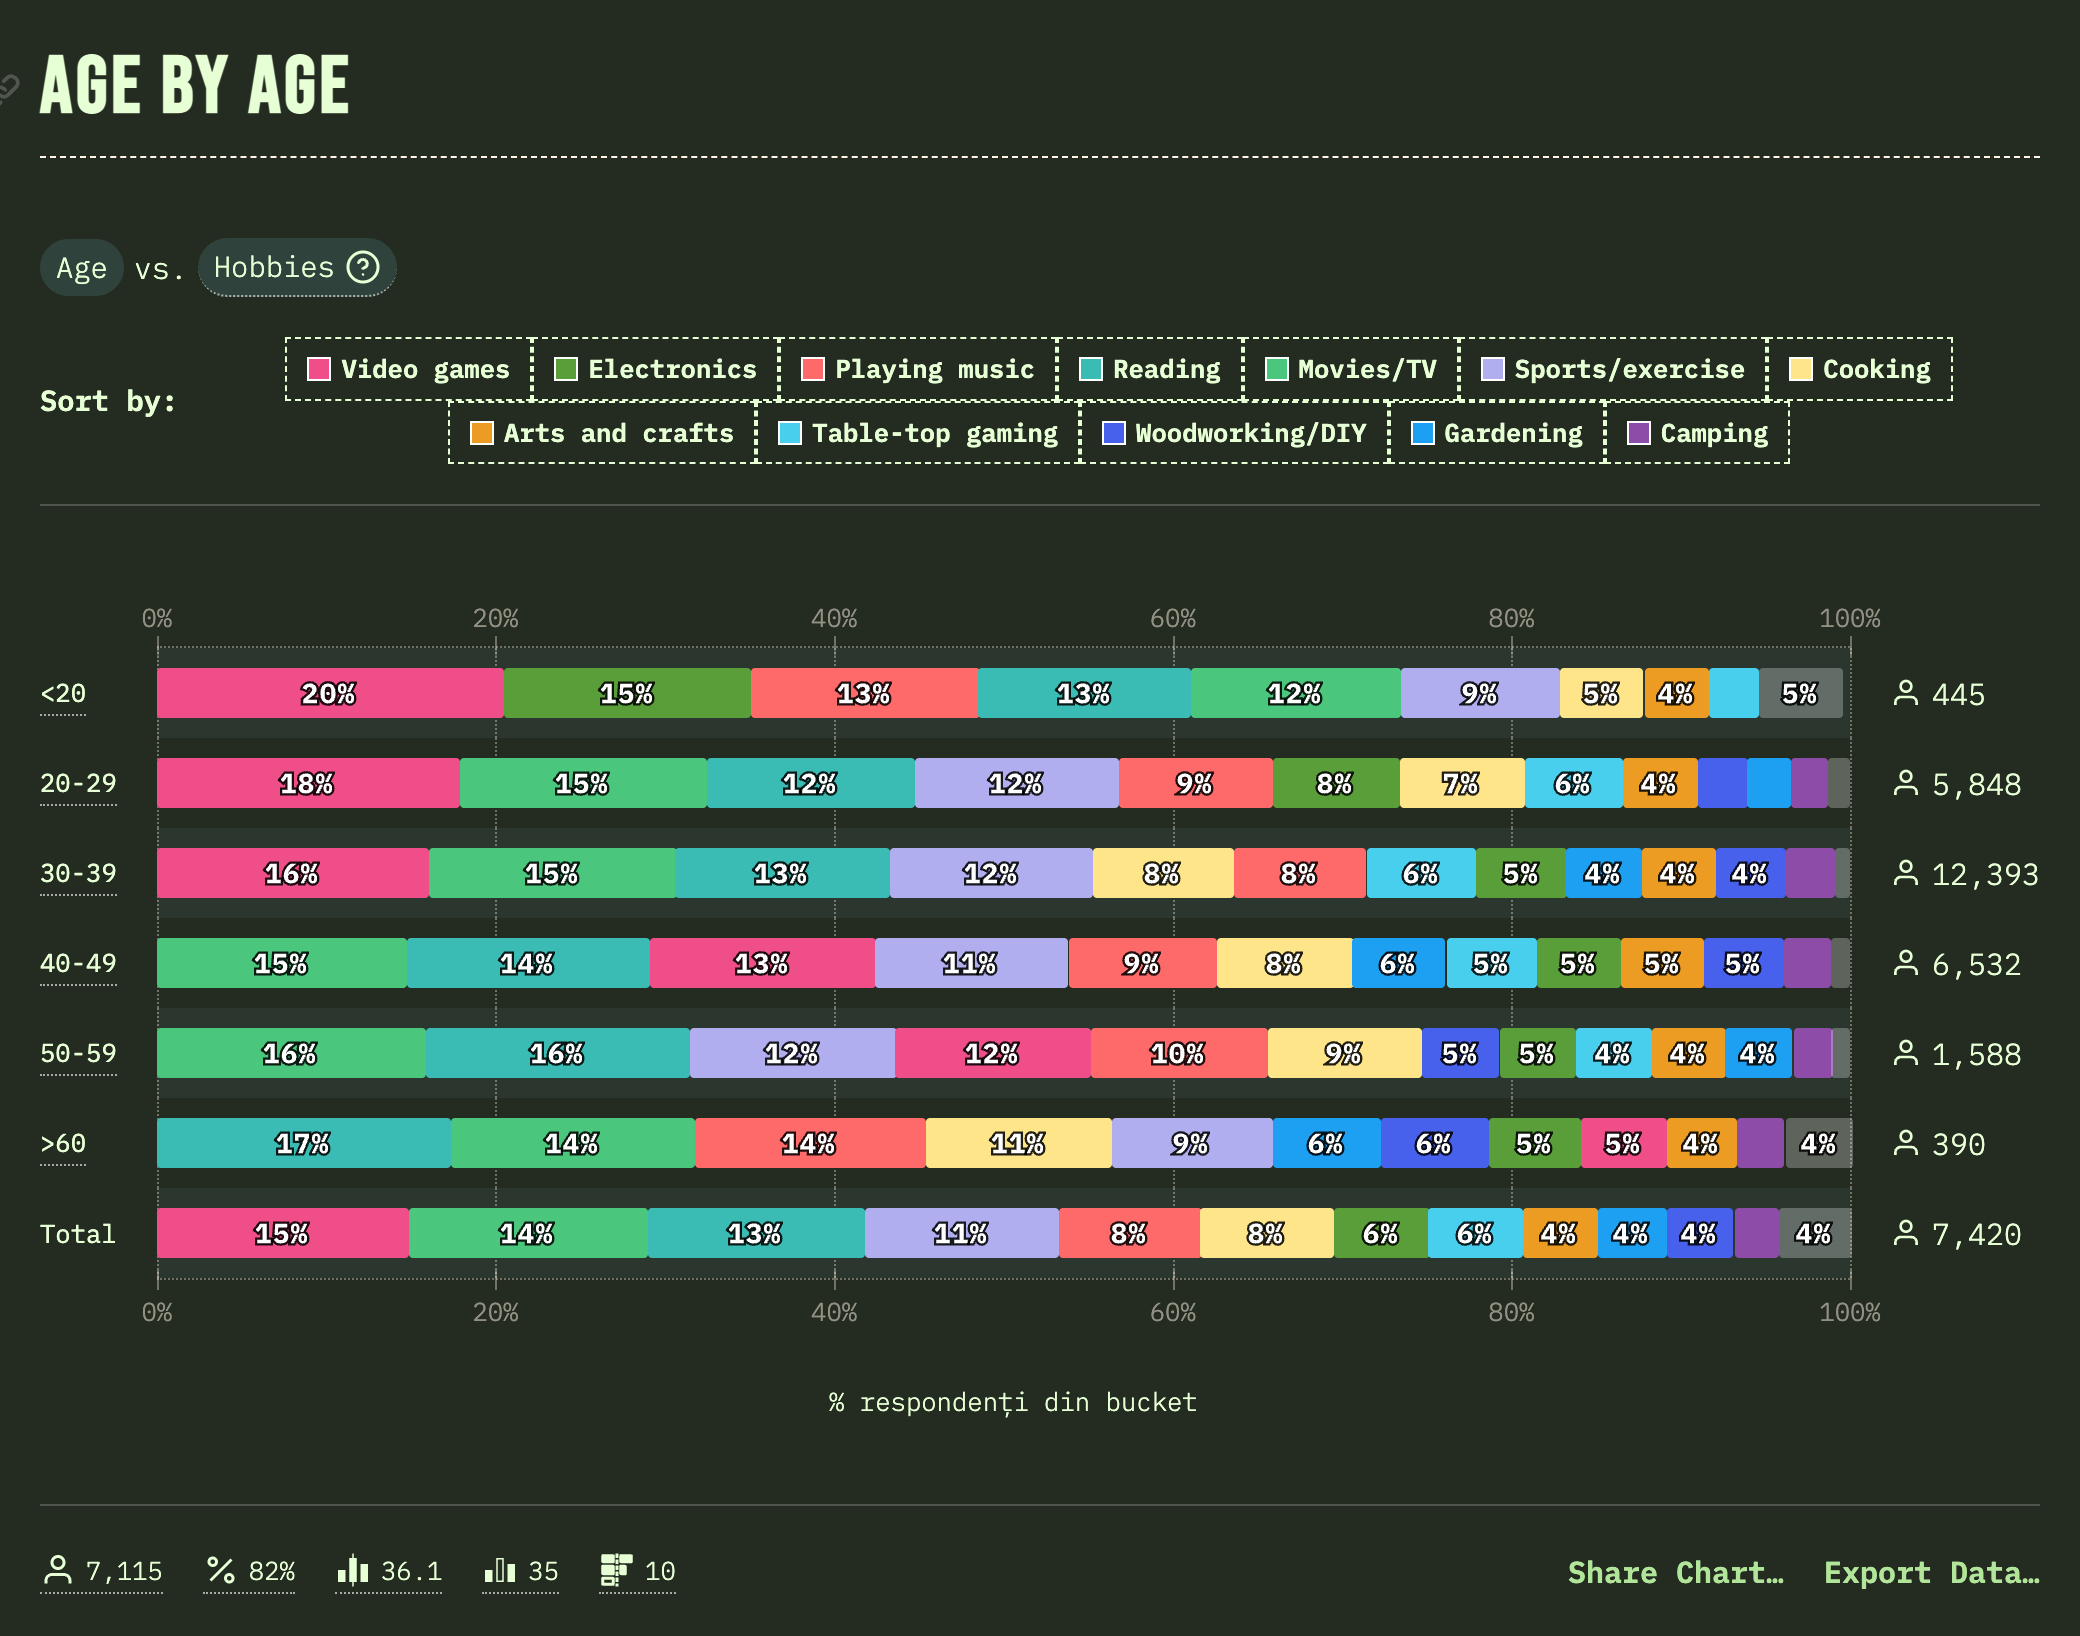 AGE BY AGE
Age vs. Hobbies
Sort by:
Video games Electronics Playing music Reading Movies/TV Sports/exercise Cooking
Arts and crafts Table-top gaming Woodworking/DIY Gardening Camping
0% 20% 40% 60% 80% 100%
<20 20% 15% 13% 13% 12% 9% 5% 4% 5% 445
20-29 18% 15% 12% 12% 9% 8% 7% 6% 4% 5,848
30-39 16% 15% 13% 12% 8% 8% 6% 5% 4% 4% 4% 12,393
40-49 15% 14% 13% 11% 9% 8% 6% 5% 5% 5% 5% 6,532
50-59 16% 16% 12% 12% 10% 9% 5% 5% 4% 4% 4% 1,588
>60 17% 14% 14% 11% 9% 6% 6% 5% 5% 4% 4% 390
Total 15% 14% 13% 11% 8% 8% 6% 6% 4% 4% 4% 4% 7,420
0% 20% 40% 60% 80% 100%
% respondenți din bucket
7,115 82% 36.1 35 10 Share Chart… Export Data…